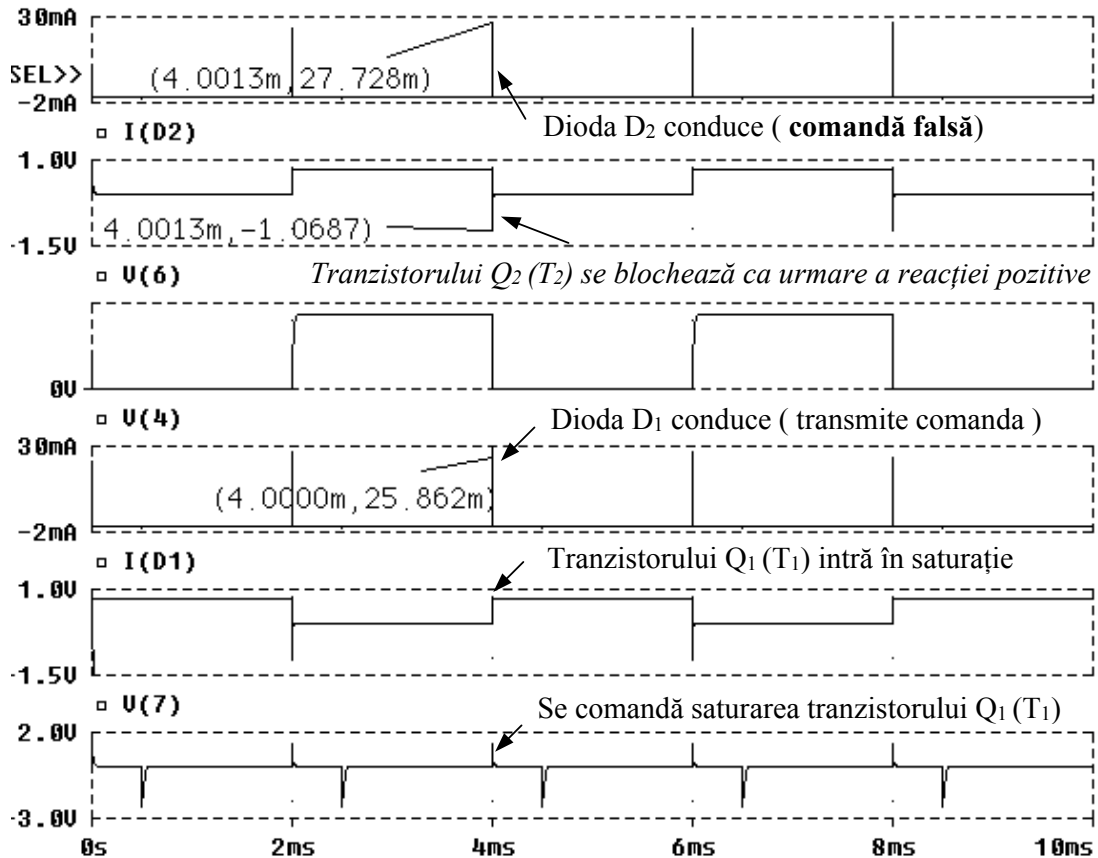 30mA
SEL>>
(4.0013m,27.728m)
-2mA
I(D2)
Dioda D2 conduce ( comandă falsă)
1.0V
4.0013m,-1.0687)
-1.5V
V(6)
Tranzistorului Q2 (T2) se blochează ca urmare a reacției pozitive
0V
V(4)
Dioda D1 conduce ( transmite comanda )
30mA
(4.0000m,25.862m)
-2mA
I(D1)
Tranzistorului Q1 (T1) intră în saturație
1.0V
-1.5V
V(7)
Se comandă saturarea tranzistorului Q1 (T1)
2.0V
-3.0V
0s 2ms 4ms 6ms 8ms 10ms